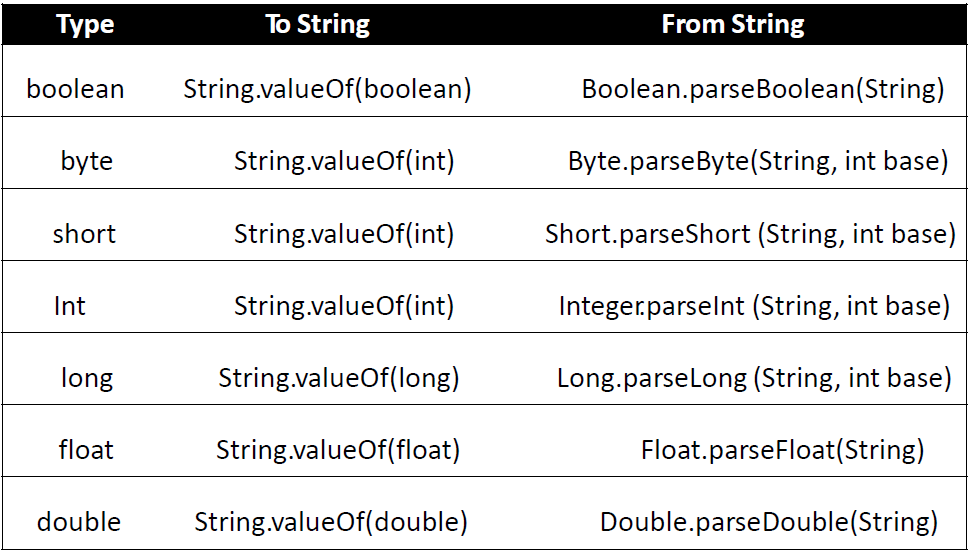 Type To String From String
boolean String.valueOf(boolean) Boolean.parseBoolean(String)
byte String.valueOf(int) Byte.parseByte(String, int base)
short String.valueOf(int) Short.parseShort (String, int base)
Int String.valueOf(int) Integer.parseInt (String, int base)
long String.valueOf(long) Long.parseLong (String, int base)
float String.valueOf(float) Float.parseFloat(String)
double String.valueOf(double) Double.parseDouble(String)